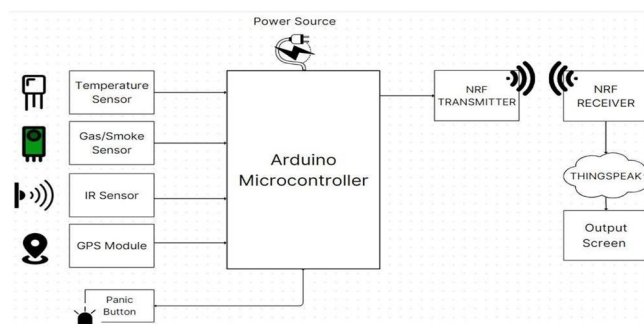 Power Source
Temperature
Sensor
Gas/Smoke
Sensor
IR Sensor
GPS Module
Panic
Button
Arduino
Microcontroller
NRF
TRANSMITTER
NRF
RECEIVER
THINGSPEAK
Output
Screen